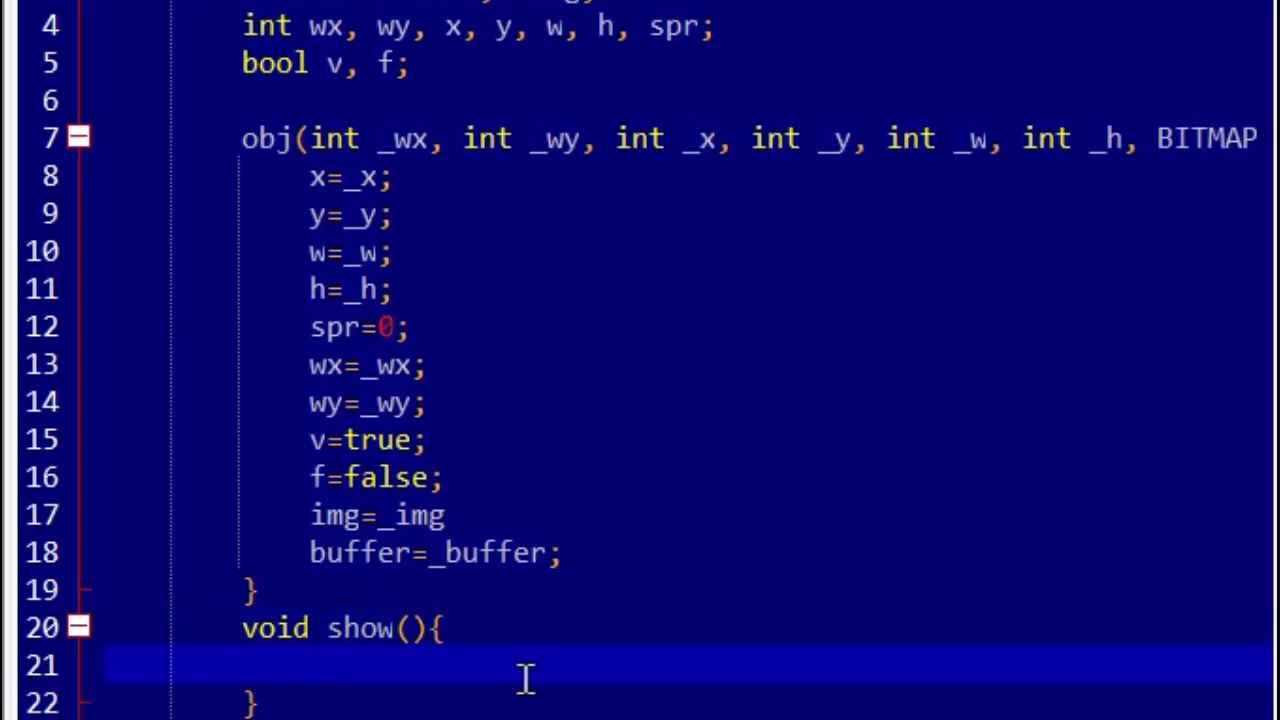 4 int wx, wy, x, y, w, h, spr;
5 bool v, f;
6
7 obj(int _wx, int _wy, int _x, int _y, int _w, int _h, BITMAP
8 x=_x;
9 y=_y;
10 w=_w;
11 h=_h;
12 spr=0;
13 wx=_wx;
14 wy=_wy;
15 v=true;
16 f=false;
17 img=_img
18 buffer=_buffer;
19 }
20 void show(){
21
22 }